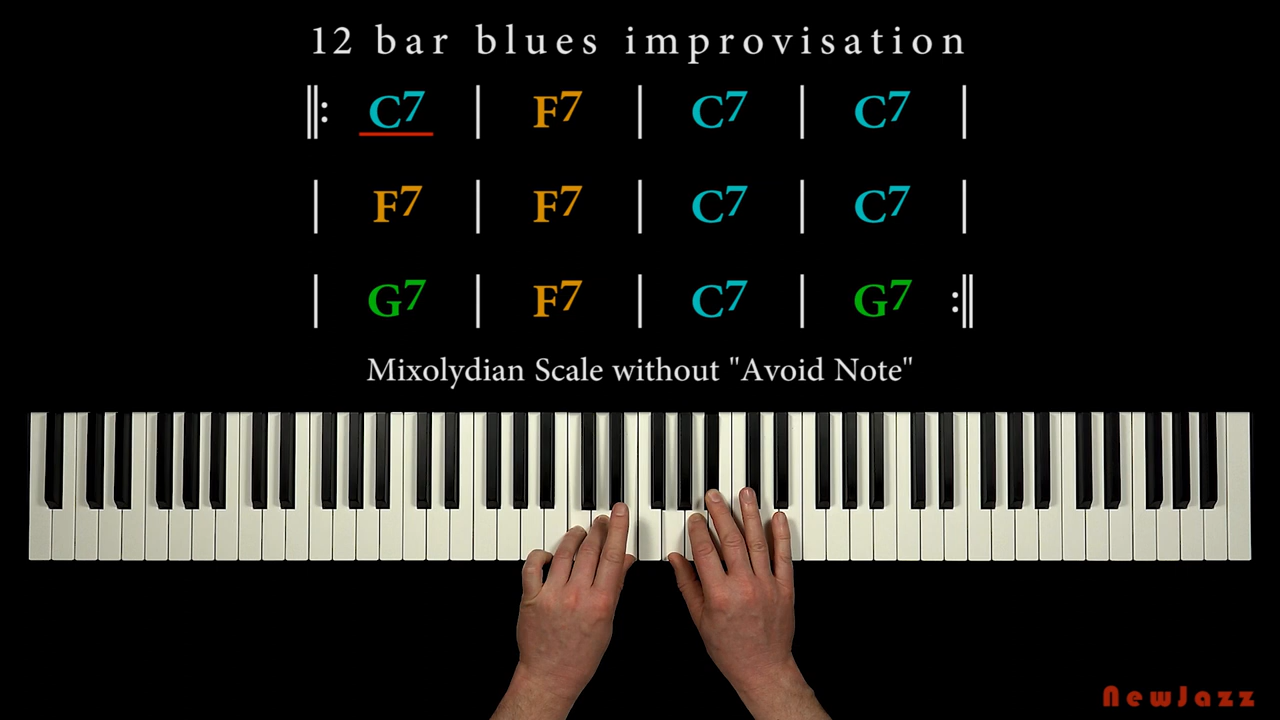 12 bar blues improvisation
C7 F7 C7 C7
F7 F7 C7 C7
G7 F7 C7 G7
Mixolydian Scale without "Avoid Note"
NewJazz